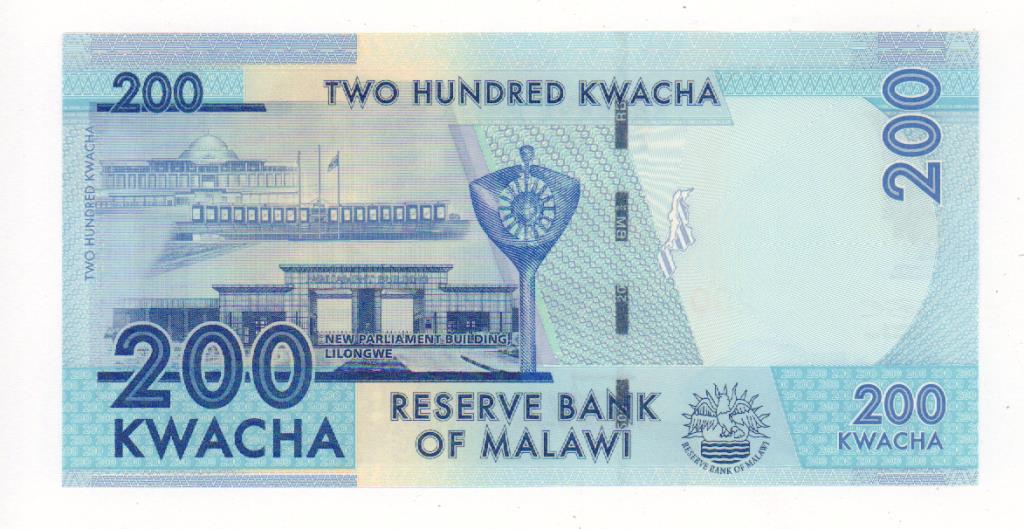 200
TWO HUNDRED KWACHA
200
TWO HUNDRED KWACHA
NEW PARLIAMENT BUILDING,
LILONGWE
200
KWACHA
RESERVE BANK
OF MALAWI
RESERVE BANK OF MALAWI
200
KWACHA